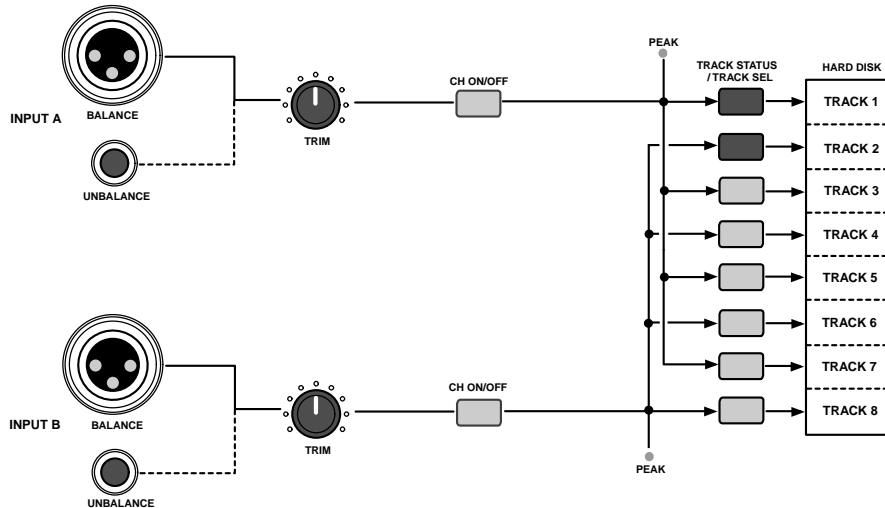 PEAK
TRACK STATUS
/ TRACK SEL
HARD DISK
CH ON/OFF
TRACK 1
INPUT A
BALANCE
TRIM
TRACK 2
UNBALANCE
TRACK 3
TRACK 4
TRACK 5
TRACK 6
TRACK 7
CH ON/OFF
TRACK 8
INPUT B
BALANCE
TRIM
PEAK
UNBALANCE